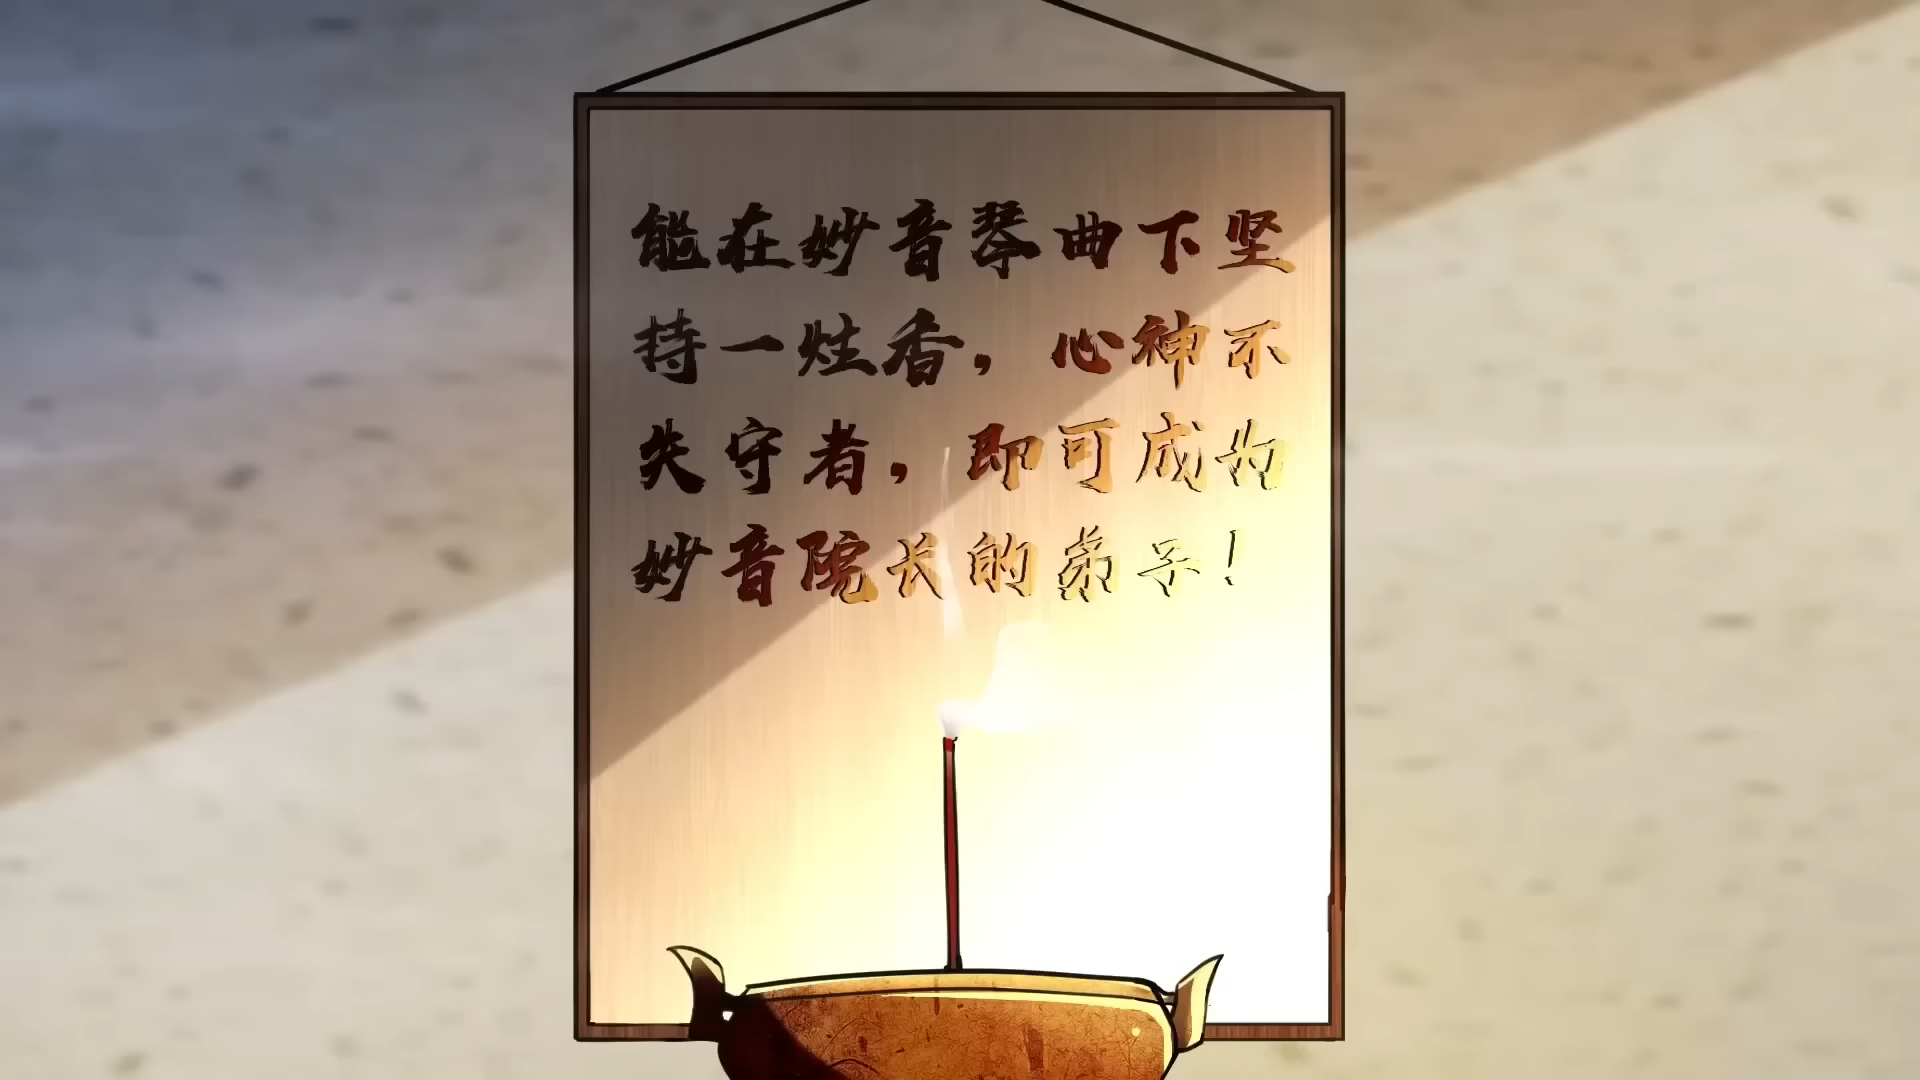 能在妙音琴曲下坚
持一炷香，心神不
失守者，即可成为
妙音院长的弟子！